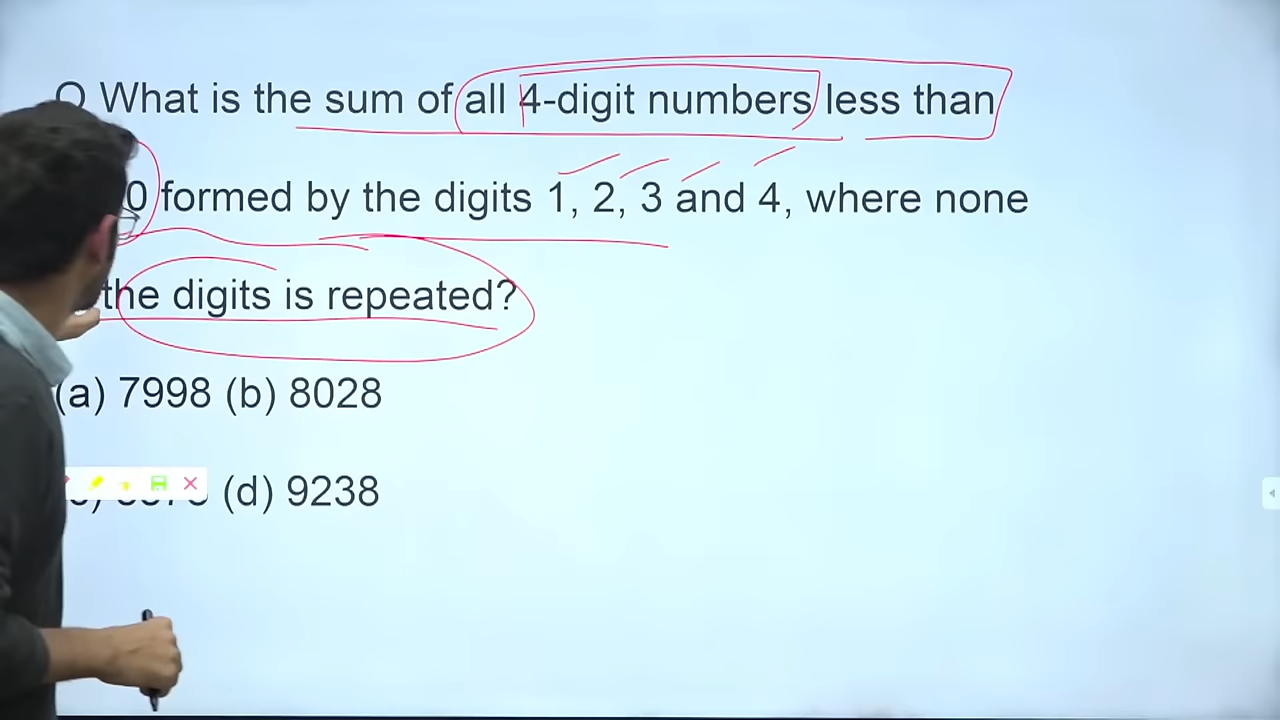 Q What is the sum of all 4-digit numbers less than
0 formed by the digits 1, 2, 3 and 4, where none
the digits is repeated?
(a) 7998 (b) 8028
(d) 9238